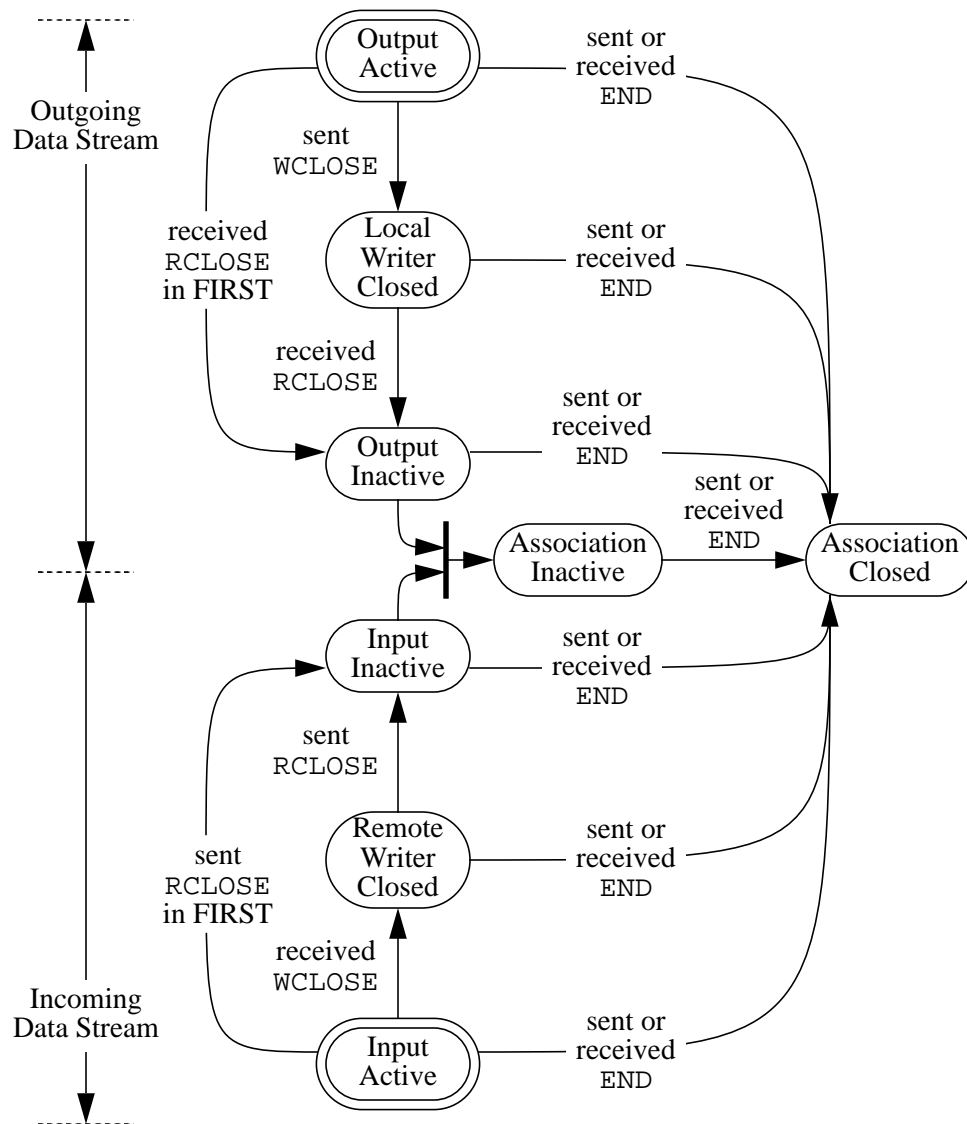 Output
Active
sent or
received
END
Outgoing
Data Stream
sent
WCLOSE
received
RCLOSE
in FIRST
Local
Writer
Closed
sent or
received
END
received
RCLOSE
Output
Inactive
sent or
received
END
sent or
received
END
Association
Inactive
Association
Closed
Input
Inactive
sent or
received
END
sent
RCLOSE
sent
RCLOSE
in FIRST
Remote
Writer
Closed
sent or
received
END
received
WCLOSE
Incoming
Data Stream
Input
Active
sent or
received
END